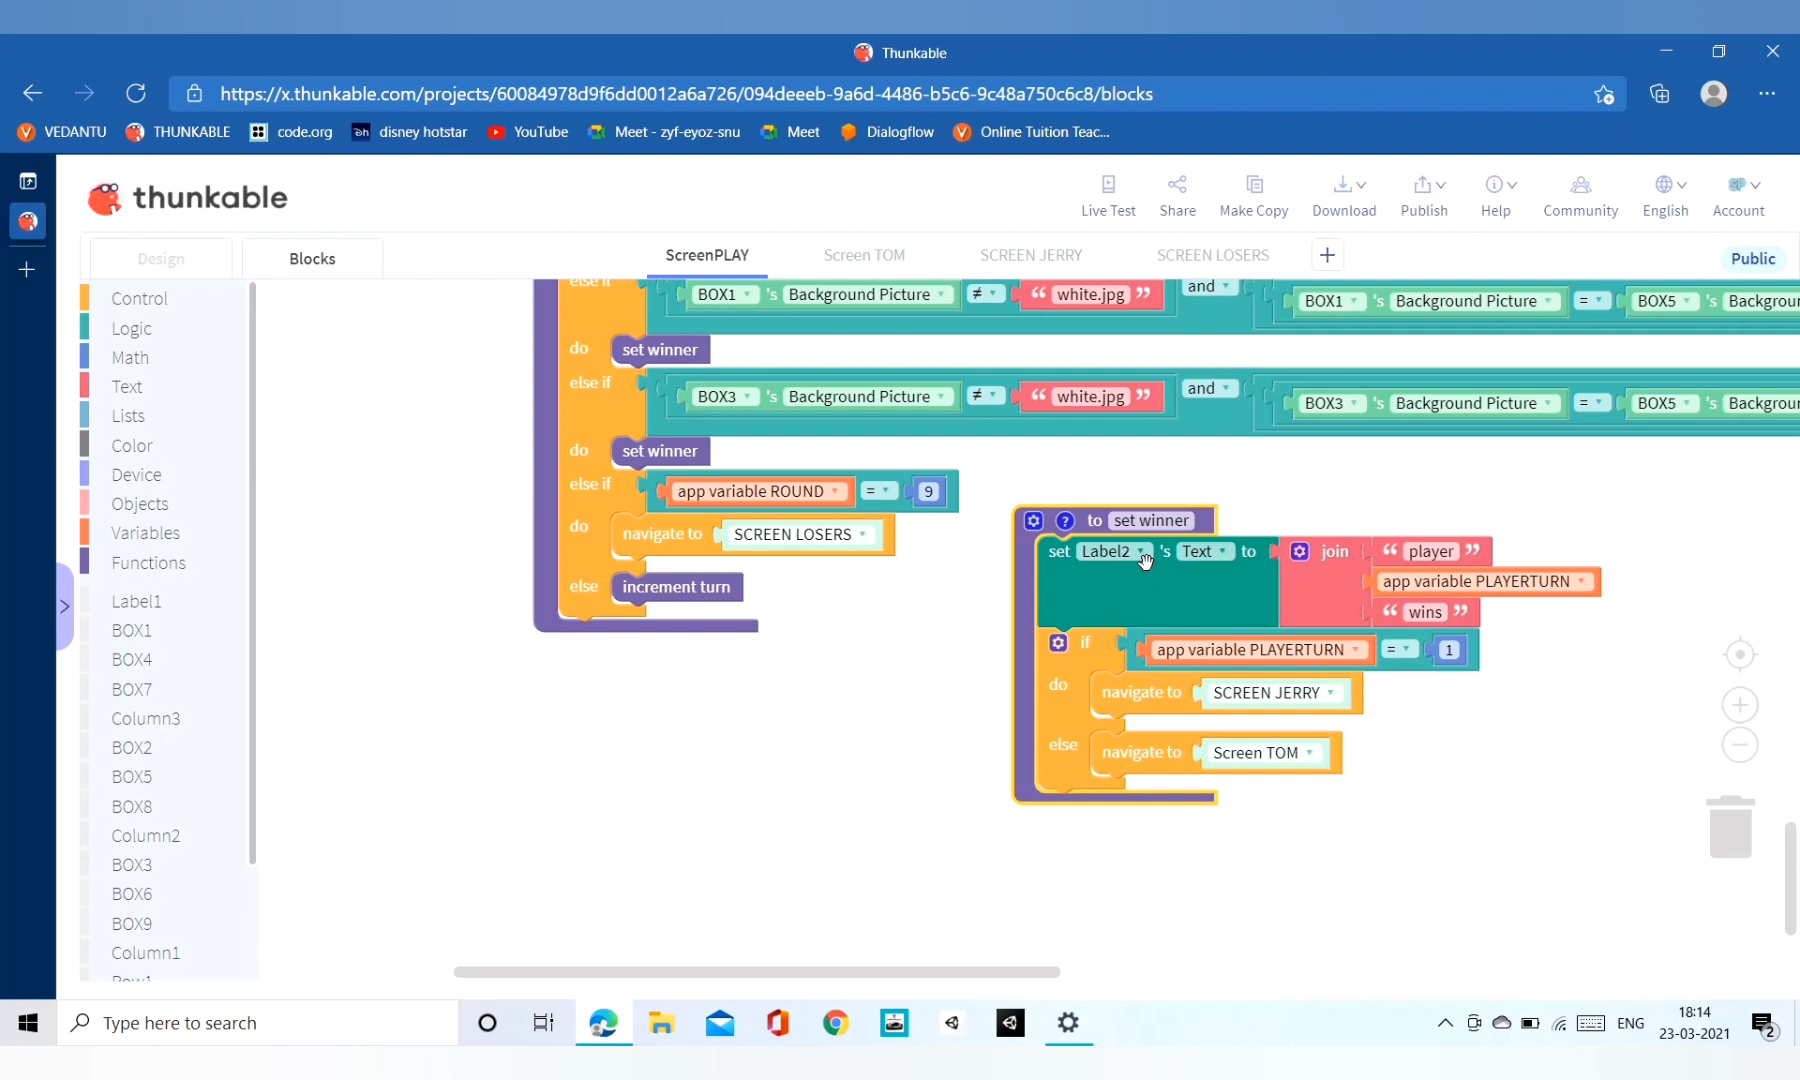 Thunkable
https://x.thunkable.com/projects/60084978d9f6dd0012a6a726/094deeeb-9a6d-4486-b5c6-9c48a750c6c8/blocks
VEDANTU THUNKABLE code.org disney hotstar YouTube Meet - zyf-eyoz-snu Meet Dialogflow Online Tuition Teac...
thunkable
Live Test Share Make Copy Download Publish Help Community English Account
Design Blocks ScreenPLAY Screen TOM SCREEN JERRY SCREEN LOSERS + Public
Control
Logic
Math
Text
Lists
Color
Device
Objects
Variables
Functions
Label1
BOX1
BOX4
BOX7
Column3
BOX2
BOX5
BOX8
Column2
BOX3
BOX6
BOX9
Column1
Row1
else if BOX1 's Background Picture ≠ “ white.jpg ” and BOX1 's Background Picture = BOX5 's Backgroun
do set winner
else if BOX3 's Background Picture ≠ “ white.jpg ” and BOX3 's Background Picture = BOX5 's Backgroun
do set winner
else if app variable ROUND = 9
do navigate to SCREEN LOSERS
else increment turn
? to set winner
set Label2 's Text to join “ player ”
app variable PLAYERTURN
“ wins ”
if app variable PLAYERTURN = 1
do navigate to SCREEN JERRY
else navigate to Screen TOM
Type here to search
ENG
18:14
23-03-2021
2